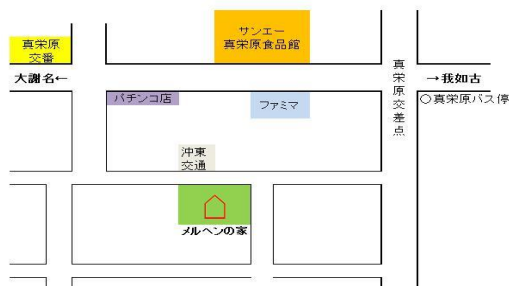 サンエー
真栄原食品館
真栄原
交番
大謝名←
真栄原交差点
→我如古
パチンコ店
ファミマ
○真栄原バス停
沖東
交通
メルヘンの家